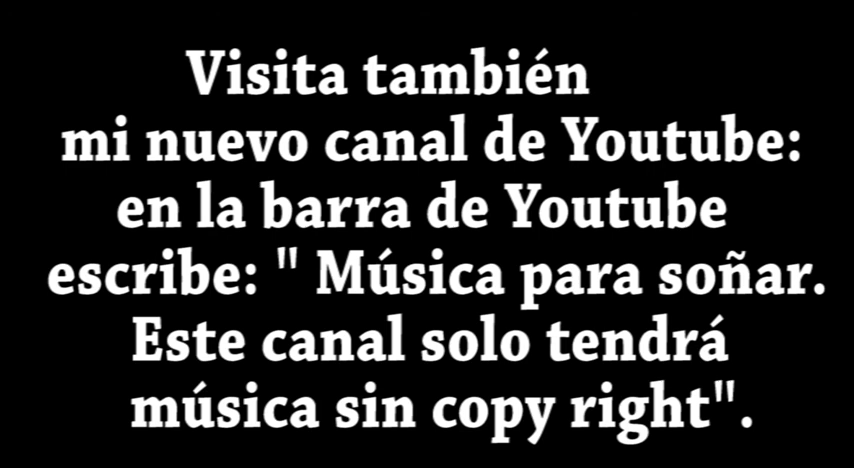 Visita también
mi nuevo canal de Youtube:
en la barra de Youtube
escribe: " Música para soñar.
Este canal solo tendrá
música sin copy right".